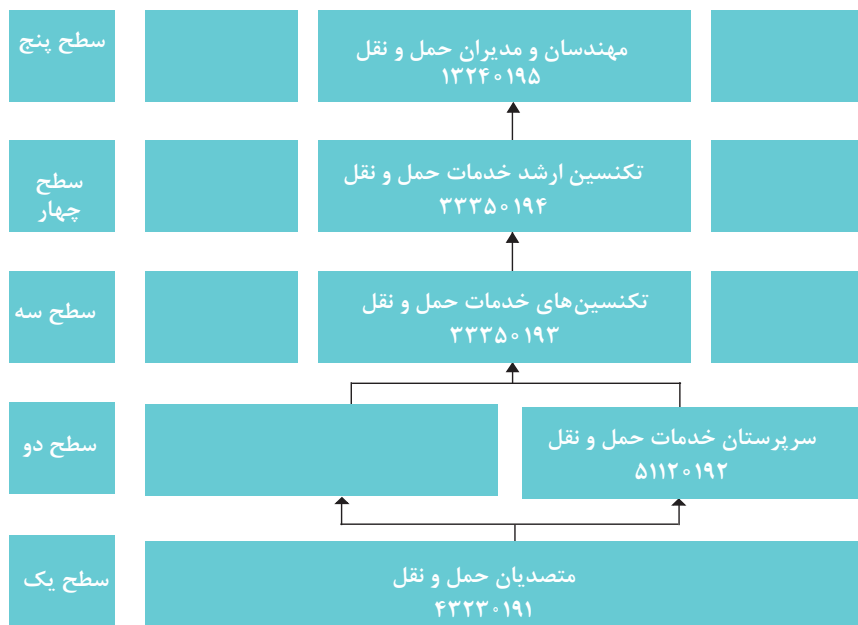 سطح پنج
مهندسان و مدیران حمل و نقل
۱۳۲۴۰۱۹۵
سطح
چهار
تکنسین ارشد خدمات حمل و نقل
۳۳۳۵۰۱۹۴
سطح سه
تکنسین‌های خدمات حمل و نقل
۳۳۳۵۰۱۹۳
سطح دو
سرپرستان خدمات حمل و نقل
۵۱۱۲۰۱۹۲
سطح یک
متصدیان حمل و نقل
۴۳۲۳۰۱۹۱